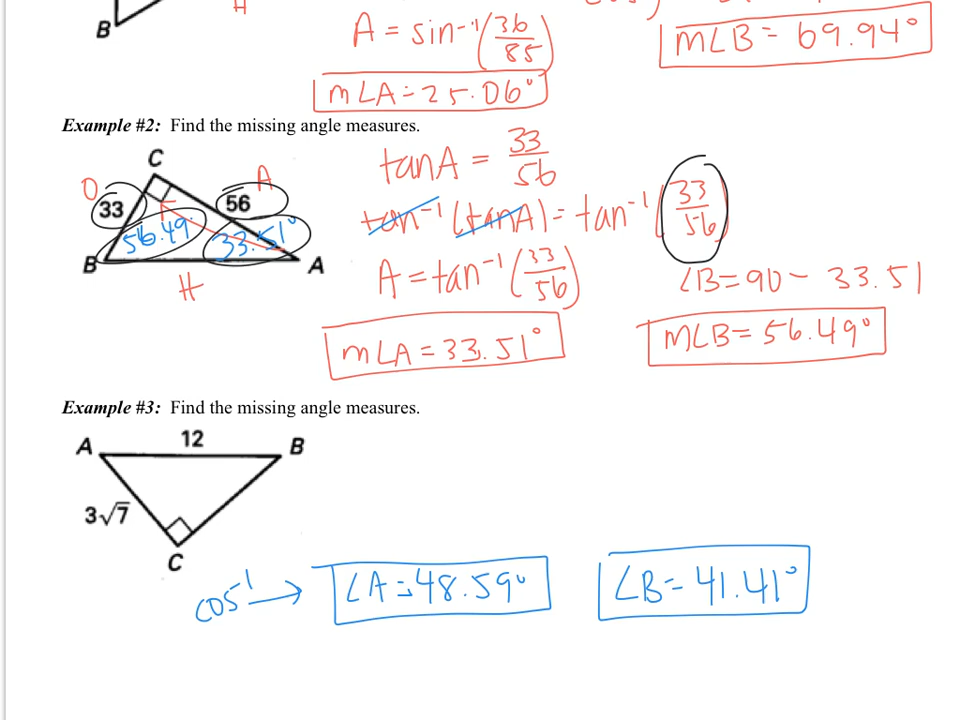 H
B
A = sin⁻¹(36/85)
m∠A = 25.06°
m∠B = 69.94°
Example #2: Find the missing angle measures.
C
O
A
33
56
56.49
33.51°
B
A
H
tanA = 33/56
tan⁻¹(tanA) = tan⁻¹(33/56)
A = tan⁻¹(33/56)
∠B = 90 - 33.51
m∠A = 33.51°
m∠B = 56.49°
Example #3: Find the missing angle measures.
A
12
B
3√7
C
cos⁻¹ → ∠A = 48.59°
∠B = 41.41°